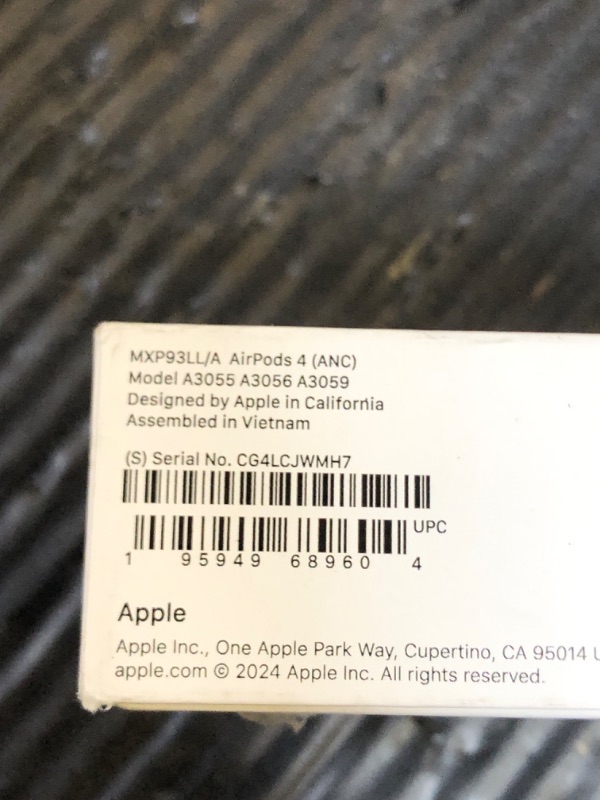 MXP93LL/A AirPods 4 (ANC)
Model A3055 A3056 A3059
Designed by Apple in California
Assembled in Vietnam
(S) Serial No. CG4LCJWMH7
UPC
1 95949 68960 4
Apple
Apple Inc., One Apple Park Way, Cupertino, CA 95014 U
apple.com © 2024 Apple Inc. All rights reserved.